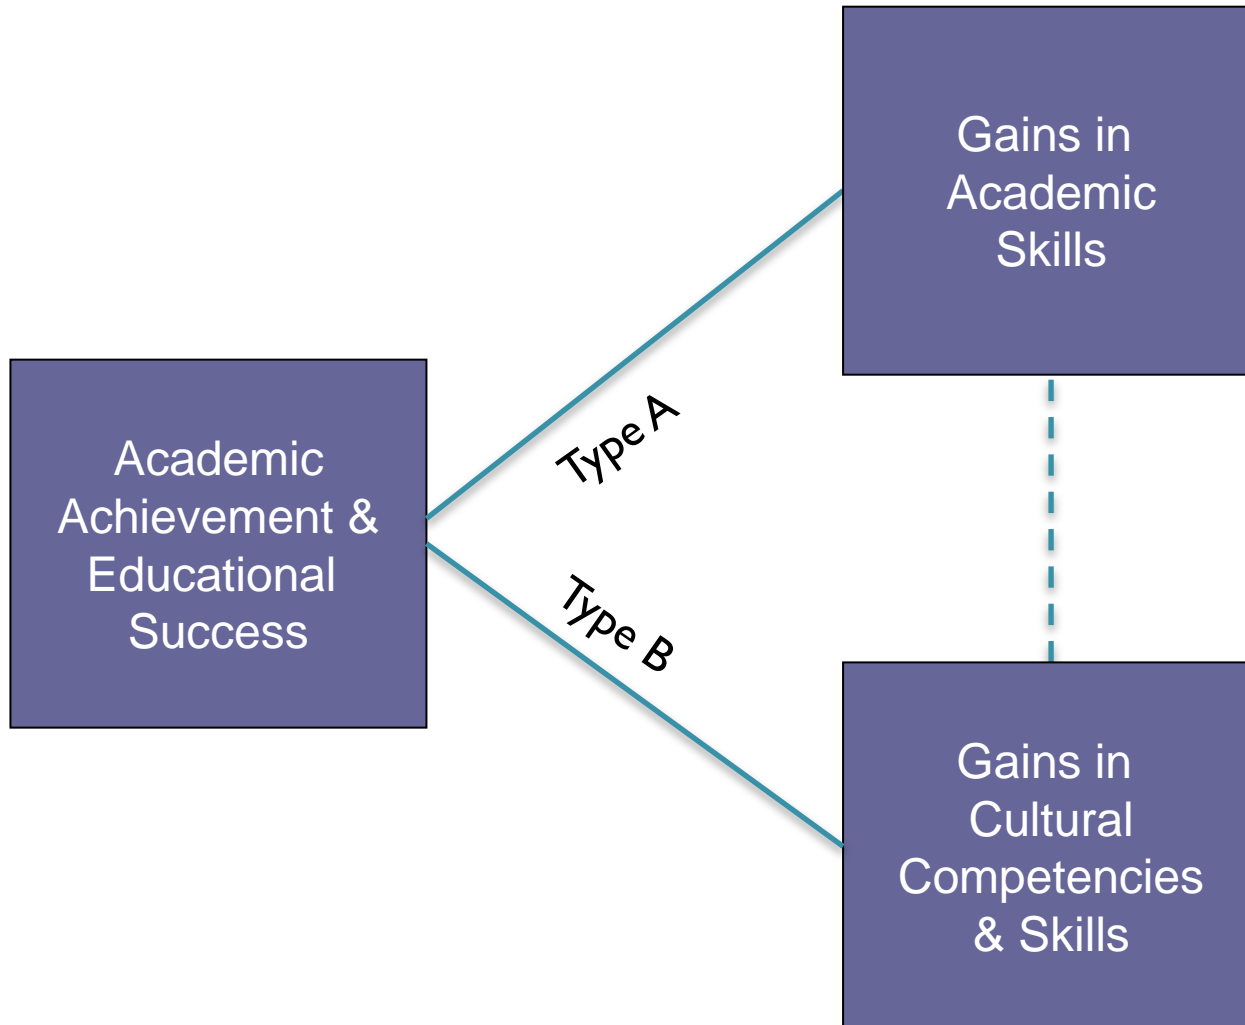 Gains in
Academic
Skills
Type A
Academic
Achievement &
Educational
Success
Type B
Gains in
Cultural
Competencies
& Skills